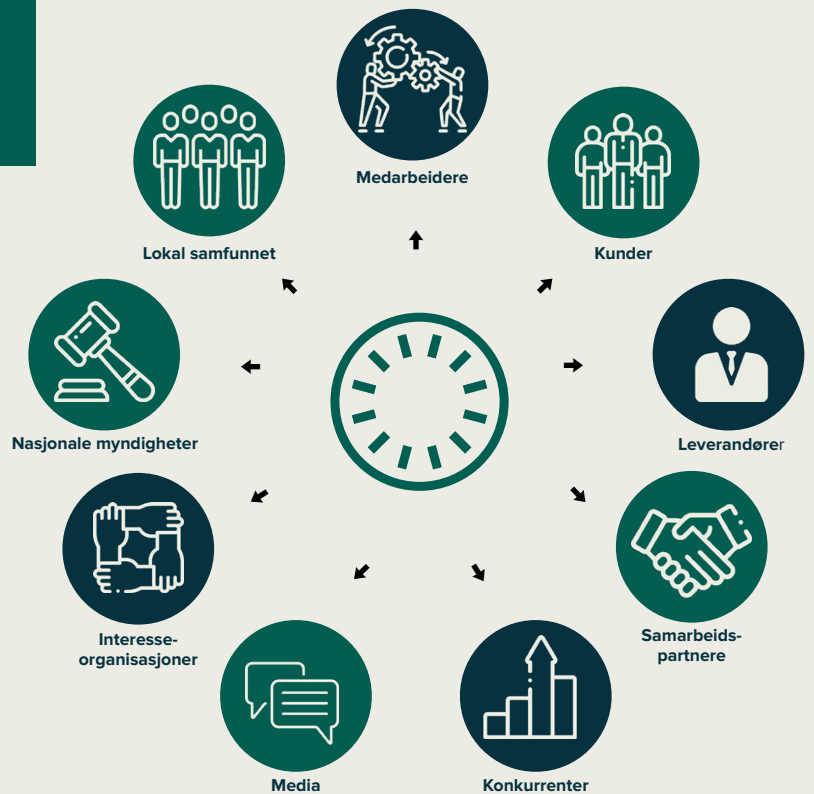 Medarbeidere
Lokal samfunnet
Kunder
Nasjonale myndigheter
Leverandører
Interesse-
organisasjoner
Samarbeids-
partnere
Media
Konkurrenter